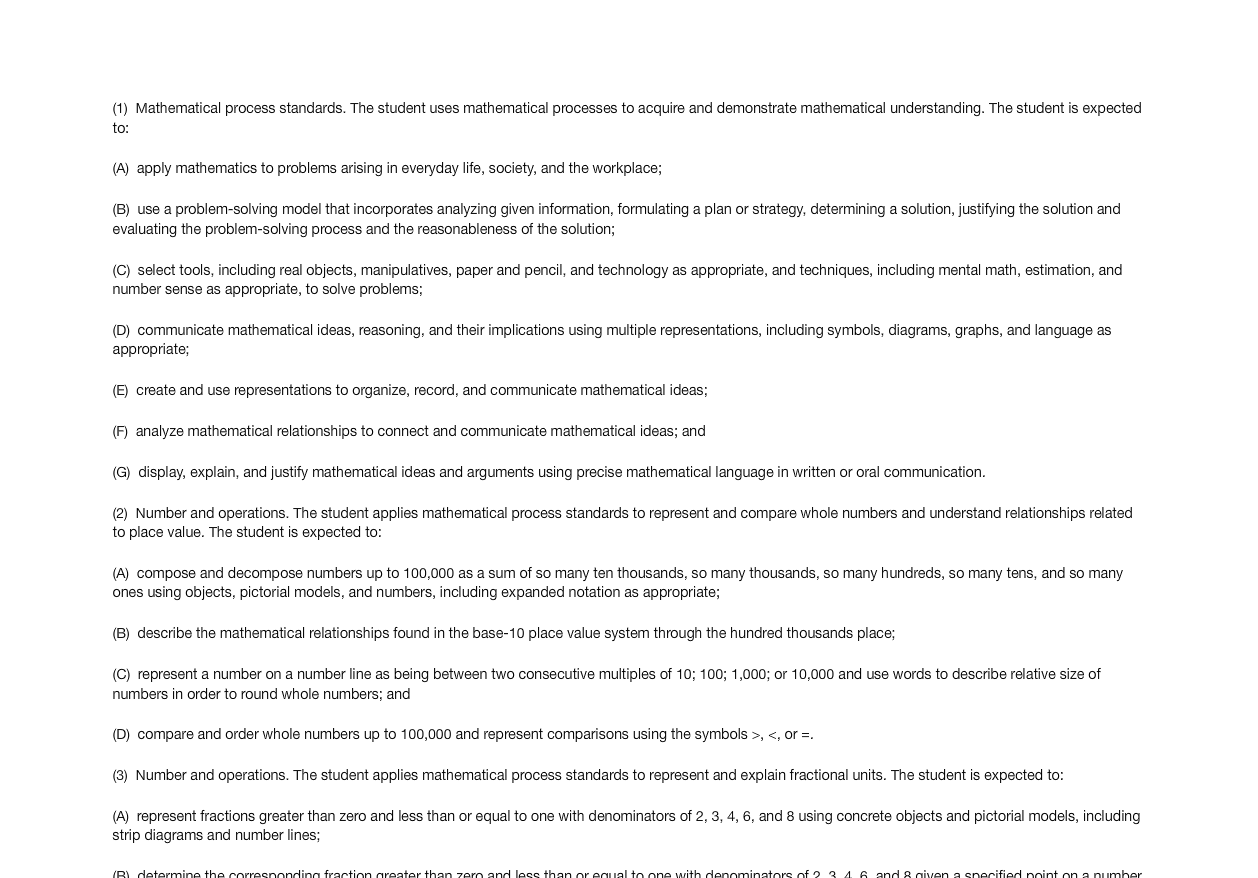 (1)  Mathematical process standards. The student uses mathematical processes to acquire and demonstrate mathematical understanding. The student is expected
to:
(A)  apply mathematics to problems arising in everyday life, society, and the workplace;
(B)  use a problem-solving model that incorporates analyzing given information, formulating a plan or strategy, determining a solution, justifying the solution and
evaluating the problem-solving process and the reasonableness of the solution;
(C)  select tools, including real objects, manipulatives, paper and pencil, and technology as appropriate, and techniques, including mental math, estimation, and
number sense as appropriate, to solve problems;
(D)  communicate mathematical ideas, reasoning, and their implications using multiple representations, including symbols, diagrams, graphs, and language as
appropriate;
(E)  create and use representations to organize, record, and communicate mathematical ideas;
(F)  analyze mathematical relationships to connect and communicate mathematical ideas; and
(G)  display, explain, and justify mathematical ideas and arguments using precise mathematical language in written or oral communication.
(2)  Number and operations. The student applies mathematical process standards to represent and compare whole numbers and understand relationships related
to place value. The student is expected to:
(A)  compose and decompose numbers up to 100,000 as a sum of so many ten thousands, so many thousands, so many hundreds, so many tens, and so many
ones using objects, pictorial models, and numbers, including expanded notation as appropriate;
(B)  describe the mathematical relationships found in the base-10 place value system through the hundred thousands place;
(C)  represent a number on a number line as being between two consecutive multiples of 10; 100; 1,000; or 10,000 and use words to describe relative size of
numbers in order to round whole numbers; and
(D)  compare and order whole numbers up to 100,000 and represent comparisons using the symbols >, <, or =.
(3)  Number and operations. The student applies mathematical process standards to represent and explain fractional units. The student is expected to:
(A)  represent fractions greater than zero and less than or equal to one with denominators of 2, 3, 4, 6, and 8 using concrete objects and pictorial models, including
strip diagrams and number lines;
(B)  determine the corresponding fraction greater than zero and less than or equal to one with denominators of 2, 3, 4, 6, and 8 given a specified point on a number